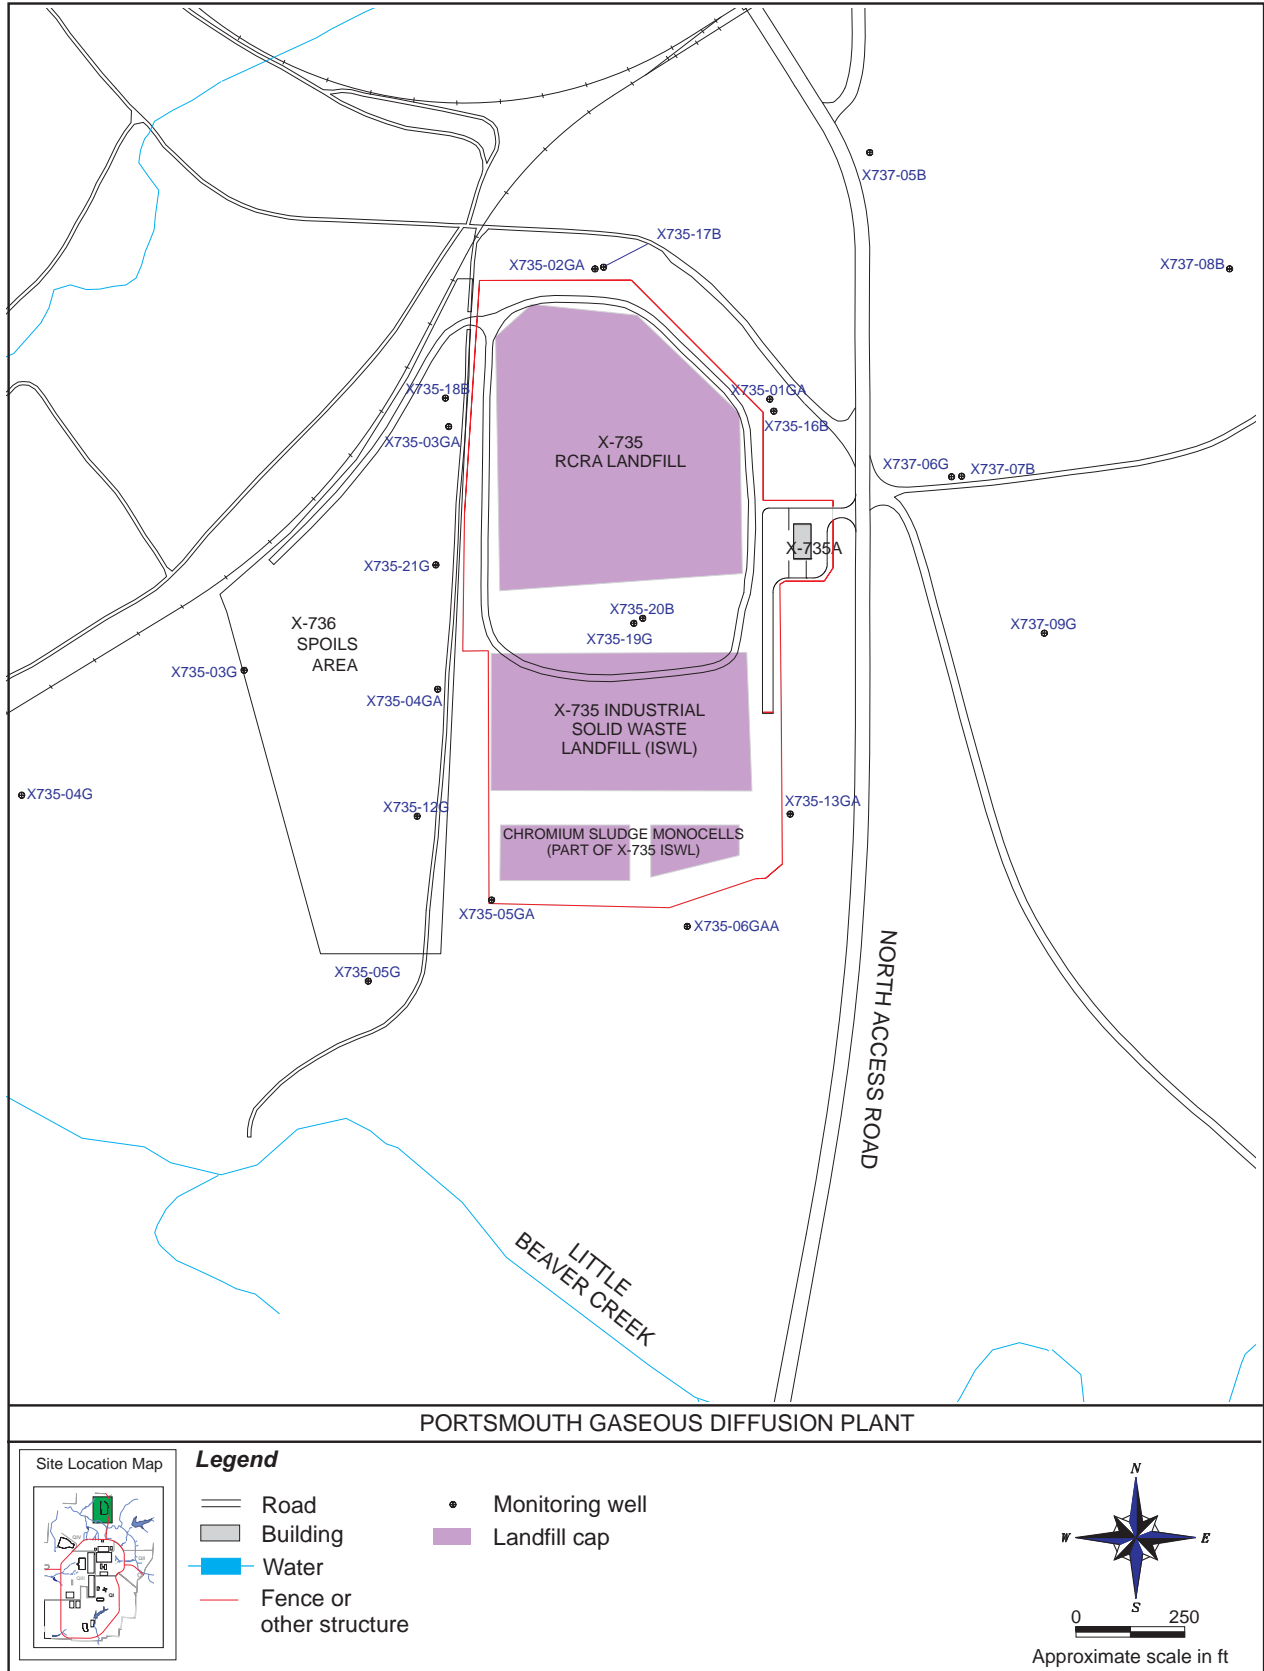 X737-05B
X735-17B
X735-02GA
X737-08B
X735-18B
X735-01GA
X735-03GA
X735-16B
X-735
RCRA LANDFILL
X737-06G
X737-07B
X-735A
X735-21G
X735-20B
X735-19G
X-736
SPOILS
AREA
X737-09G
X735-03G
X735-04GA
X-735 INDUSTRIAL
SOLID WASTE
LANDFILL (ISWL)
X735-04G
X735-12G
X735-13GA
CHROMIUM SLUDGE MONOCELLS
(PART OF X-735 ISWL)
X735-05GA
X735-06GAA
X735-05G
NORTH ACCESS ROAD
LITTLE
BEAVER CREEK
PORTSMOUTH GASEOUS DIFFUSION PLANT
Site Location Map
Legend
Road
Building
Water
Fence or
other structure
Monitoring well
Landfill cap
N
W E
S
0 250
Approximate scale in ft